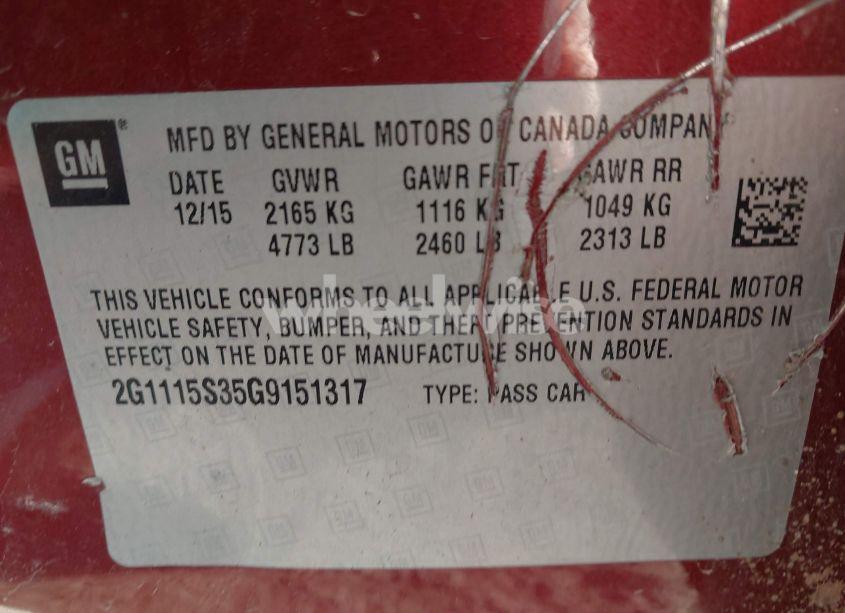 GM®
MFD BY GENERAL MOTORS OF CANADA COMPANY
DATE GVWR GAWR FRT GAWR RR
12/15 2165 KG 1116 KG 1049 KG
4773 LB 2460 LB 2313 LB
THIS VEHICLE CONFORMS TO ALL APPLICABLE U.S. FEDERAL MOTOR
VEHICLE SAFETY, BUMPER, AND THEFT PREVENTION STANDARDS IN
EFFECT ON THE DATE OF MANUFACTURE SHOWN ABOVE.
2G1115S35G9151317 TYPE: PASS CAR